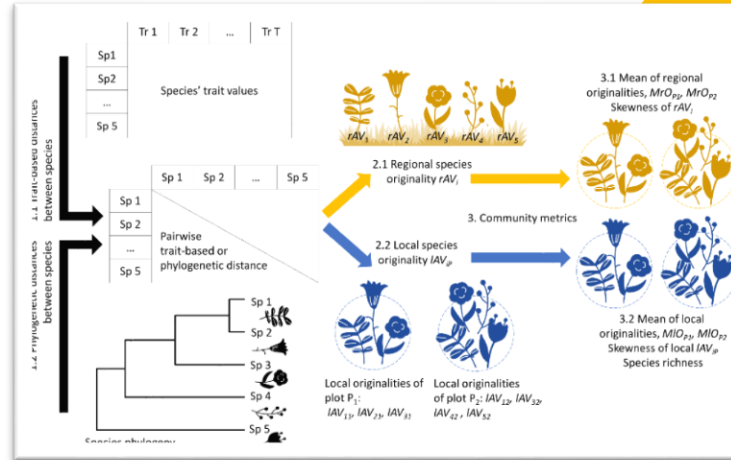 Tr 1 Tr 2 ... Tr T
Sp1
Sp2
...
Sp 5
Species' trait values
1.1 Trait-based distances
between species
Sp 1 Sp 2 ... Sp 5
Sp 1
Sp 2
...
Sp 5
Pairwise
trait-based or
phylogenetic distance
1.2 Phylogenetic distances
between species
Sp 1
Sp 2
Sp 3
Sp 4
Sp 5
Species phylogeny
rAV1 rAV2 rAV3 rAV4 rAV5
2.1 Regional species
originality rAVi
2.2 Local species
originality lAViP
Local originalities of
plot P1:
lAV11, lAV21, lAV31
Local originalities
of plot P2: lAV12, lAV32,
lAV42, lAV52
3. Community metrics
3.1 Mean of regional
originalities, MrOP1, MrOP2
Skewness of rAVi
3.2 Mean of local
originalities, MlOP1, MlOP2
Skewness of local lAViP
Species richness